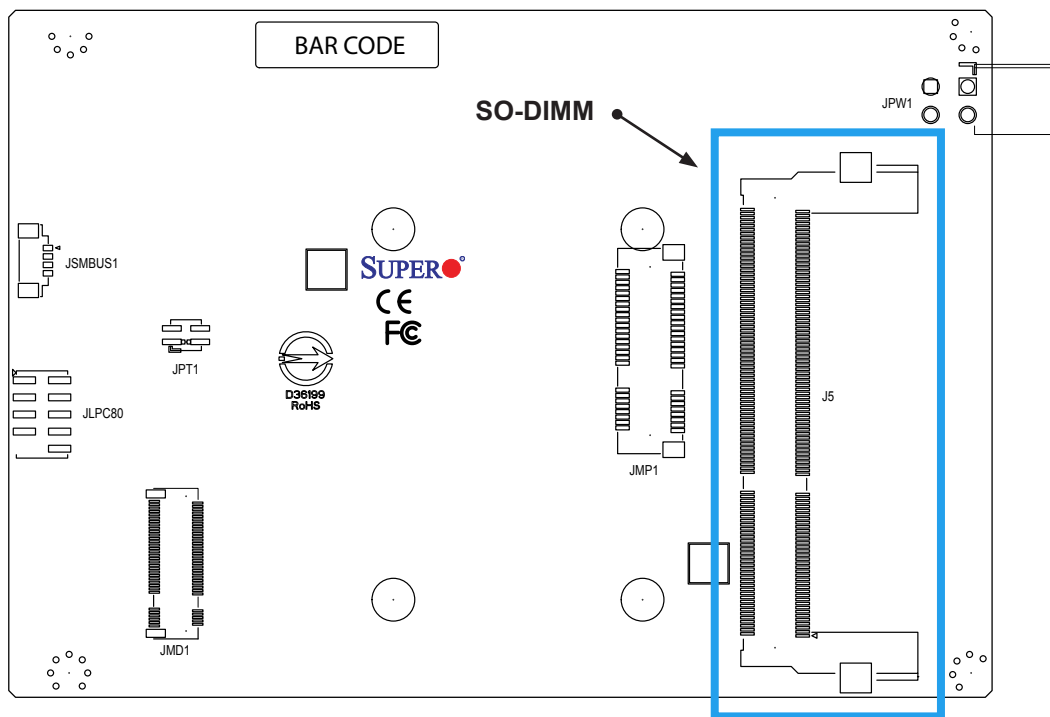 BAR CODE
SO-DIMM
JPW1
JSMBUS1
SUPER
CE
FC
JPT1
D36199
RoHS
JLPC80
J5
JMP1
JMD1